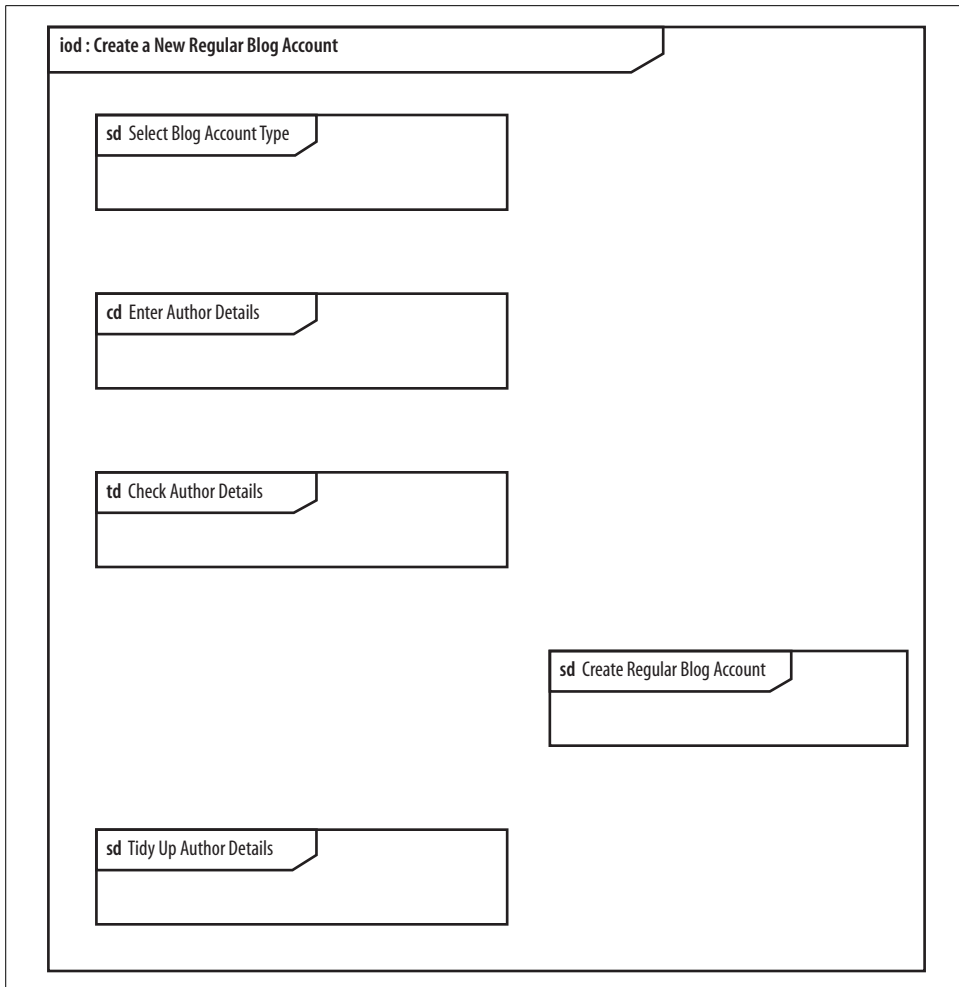 iod : Create a New Regular Blog Account
sd Select Blog Account Type
cd Enter Author Details
td Check Author Details
sd Create Regular Blog Account
sd Tidy Up Author Details